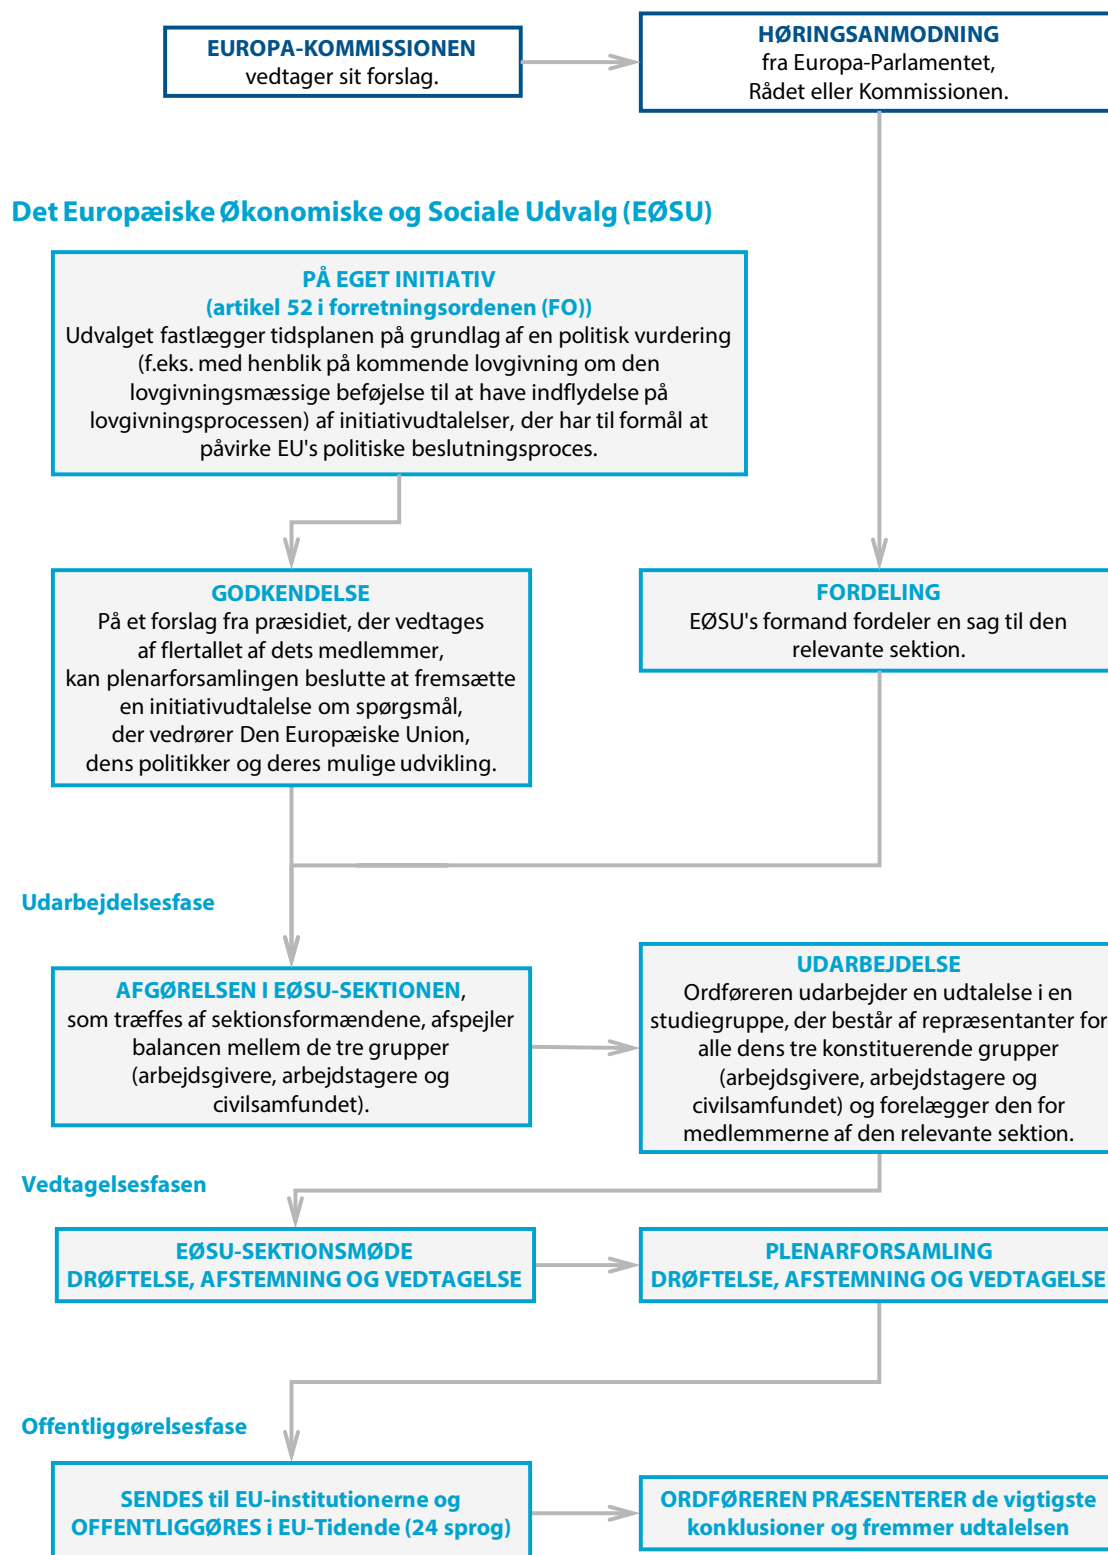 EUROPA-KOMMISSIONEN
vedtager sit forslag.
HØRINGSANMODNING
fra Europa-Parlamentet,
Rådet eller Kommissionen.
Det Europæiske Økonomiske og Sociale Udvalg (EØSU)
PÅ EGET INITIATIV
(artikel 52 i forretningsordenen (FO))
Udvalget fastlægger tidsplanen på grundlag af en politisk vurdering
(f.eks. med henblik på kommende lovgivning om den
lovgivningsmæssige beføjelse til at have indflydelse på
lovgivningsprocessen) af initiativudtalelser, der har til formål at
påvirke EU's politiske beslutningsproces.
GODKENDELSE
På et forslag fra præsidiet, der vedtages
af flertallet af dets medlemmer,
kan plenarforsamlingen beslutte at fremsætte
en initiativudtalelse om spørgsmål,
der vedrører Den Europæiske Union,
dens politikker og deres mulige udvikling.
FORDELING
EØSU's formand fordeler en sag til den
relevante sektion.
Udarbejdelsesfase
AFGØRELSEN I EØSU-SEKTIONEN,
som træffes af sektionsformændene, afspejler
balancen mellem de tre grupper
(arbejdsgivere, arbejdstagere og
civilsamfundet).
UDARBEJDELSE
Ordføreren udarbejder en udtalelse i en
studiegruppe, der består af repræsentanter for
alle dens tre konstituerende grupper
(arbejdsgivere, arbejdstagere og
civilsamfundet) og forelægger den for
medlemmerne af den relevante sektion.
Vedtagelsesfasen
EØSU-SEKTIONSMØDE
DRØFTELSE, AFSTEMNING OG VEDTAGELSE
PLENARFORSAMLING
DRØFTELSE, AFSTEMNING OG VEDTAGELSE
Offentliggørelsesfase
SENDES til EU-institutionerne og
OFFENTLIGGØRES i EU-Tidende (24 sprog)
ORDFØREREN PRÆSENTERER de vigtigste
konklusioner og fremmer udtalelsen